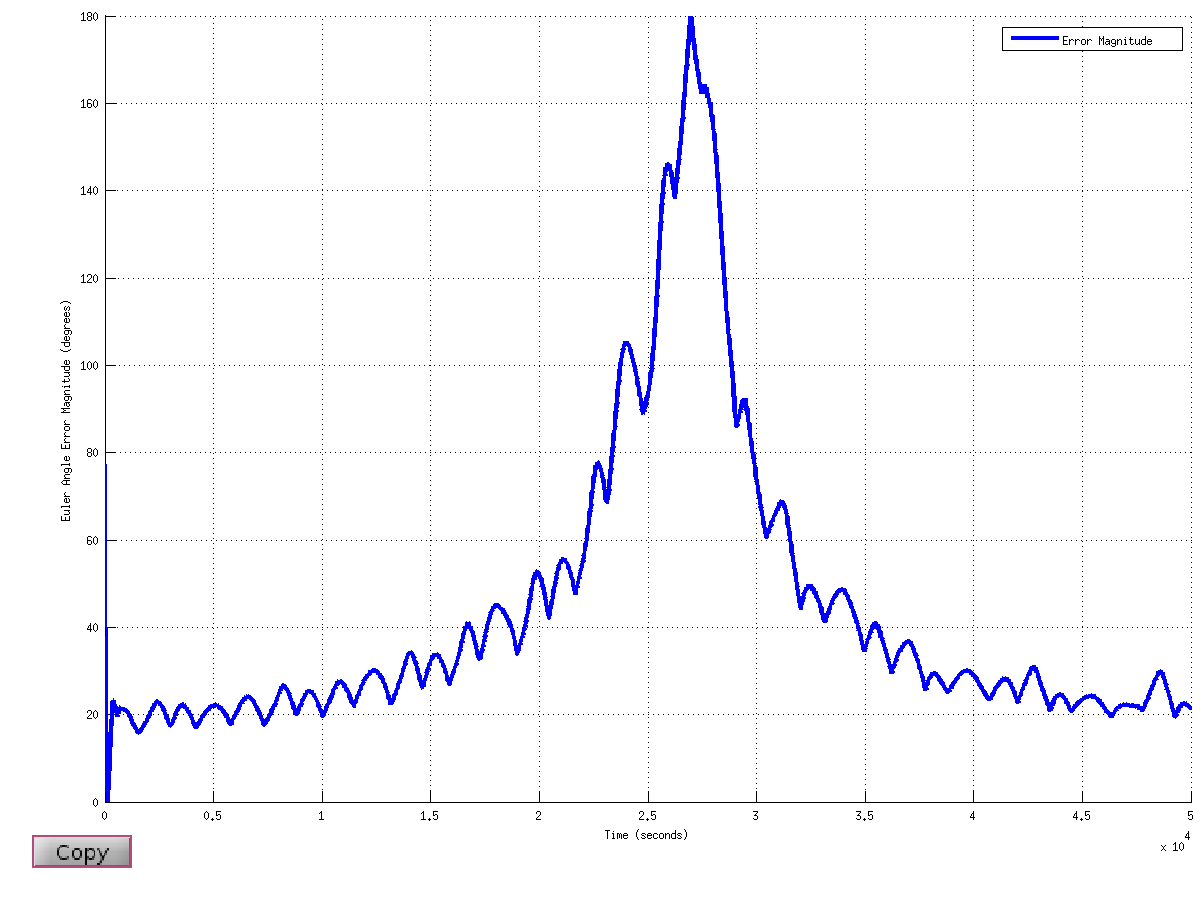 180
160
140
120
100
80
60
40
20
0
Euler Angle Error Magnitude (degrees)
Error Magnitude
0 0.5 1 1.5 2 2.5 3 3.5 4 4.5 5
Time (seconds)
x 10 4
Copy